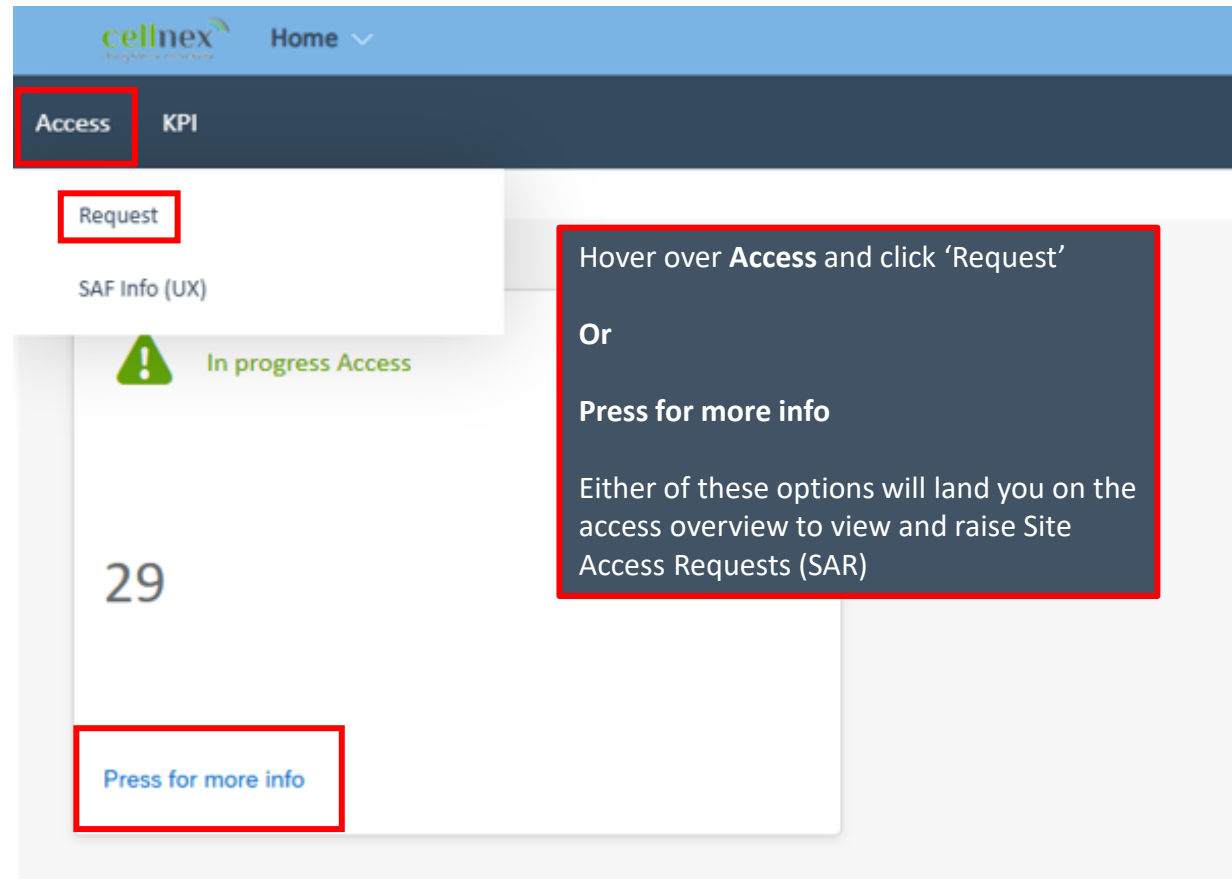 cellnex
Home
Access KPI
Request
SAF Info (UX)
Hover over Access and click ‘Request’
Or
Press for more info
Either of these options will land you on the
access overview to view and raise Site
Access Requests (SAR)
In progress Access
29
Press for more info